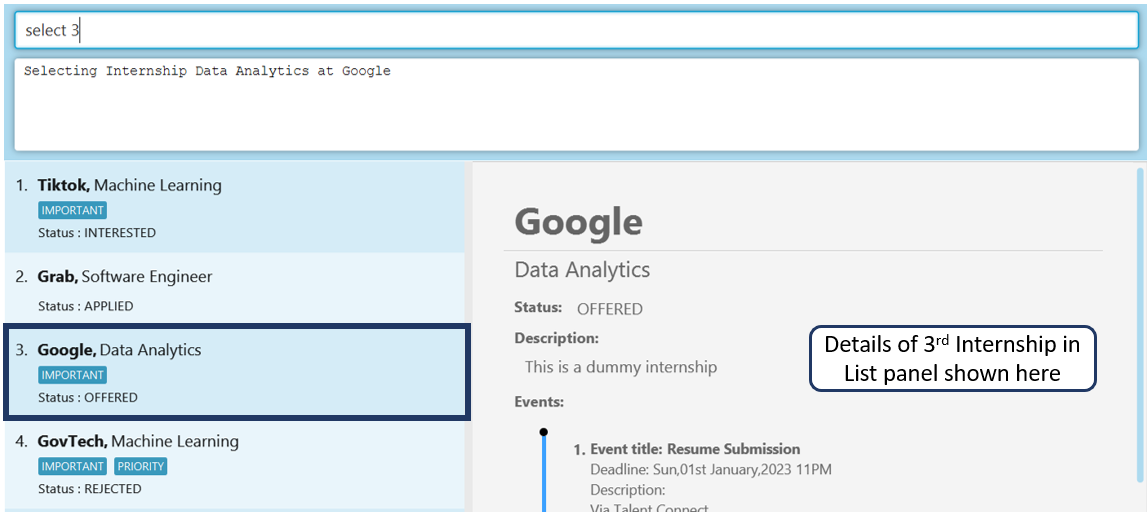 select 3
Selecting Internship Data Analytics at Google
1. Tiktok, Machine Learning
IMPORTANT
Status : INTERESTED
2. Grab, Software Engineer
Status : APPLIED
3. Google, Data Analytics
IMPORTANT
Status : OFFERED
4. GovTech, Machine Learning
IMPORTANT PRIORITY
Status : REJECTED
Google
Data Analytics
Status: OFFERED
Description:
This is a dummy internship
Events:
1. Event title: Resume Submission
Deadline: Sun,01st January,2023 11PM
Description:
Via Talent Connect
Details of 3rd Internship in
List panel shown here